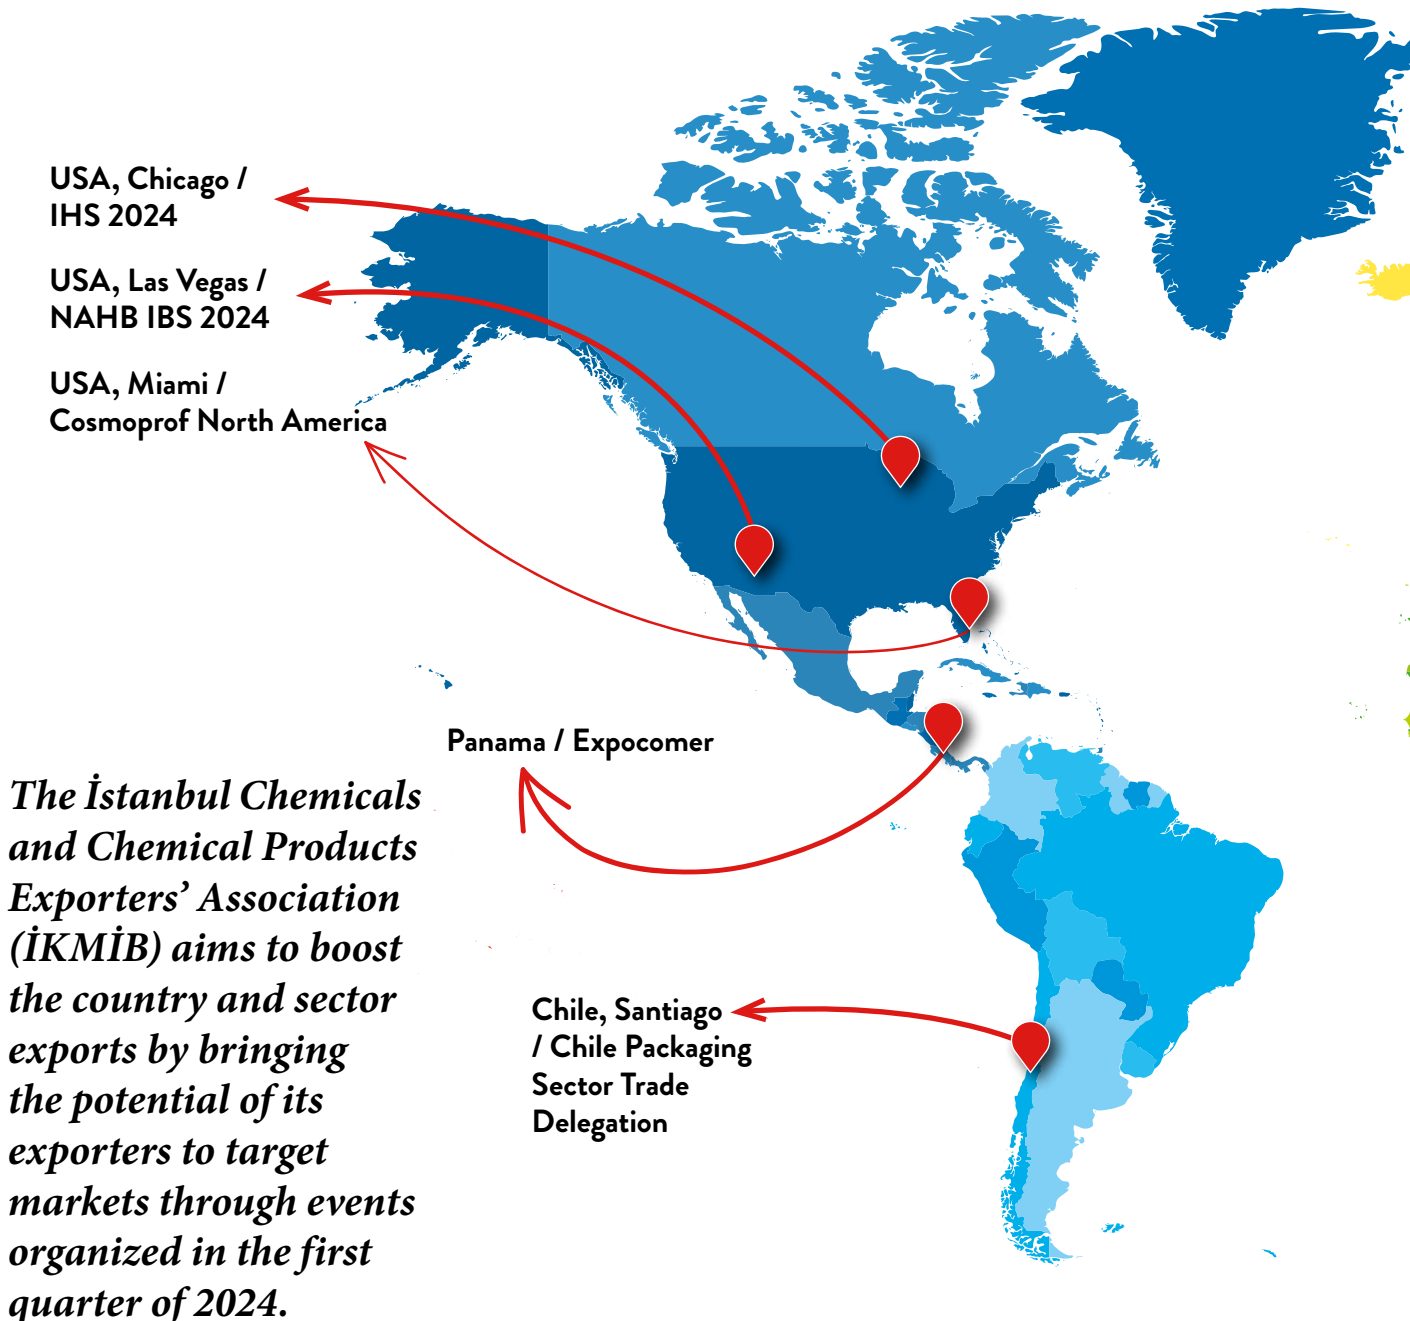 USA, Chicago /
IHS 2024
USA, Las Vegas /
NAHB IBS 2024
USA, Miami /
Cosmoprof North America
Panama / Expocomer
The İstanbul Chemicals
and Chemical Products
Exporters’ Association
(İKMİB) aims to boost
the country and sector
exports by bringing
the potential of its
exporters to target
markets through events
organized in the first
quarter of 2024.
Chile, Santiago
/ Chile Packaging
Sector Trade
Delegation